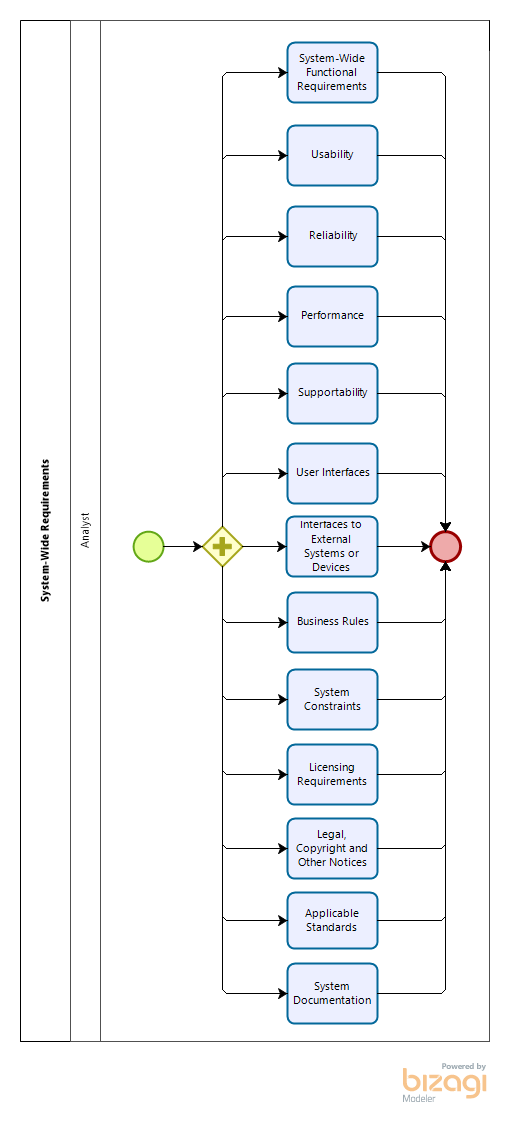 System-Wide Requirements
Analyst
System-Wide
Functional
Requirements
Usability
Reliability
Performance
Supportability
User Interfaces
Interfaces to
External
Systems or
Devices
Business Rules
System
Constraints
Licensing
Requirements
Legal,
Copyright and
Other Notices
Applicable
Standards
System
Documentation
Powered by
bizagi
Modeler